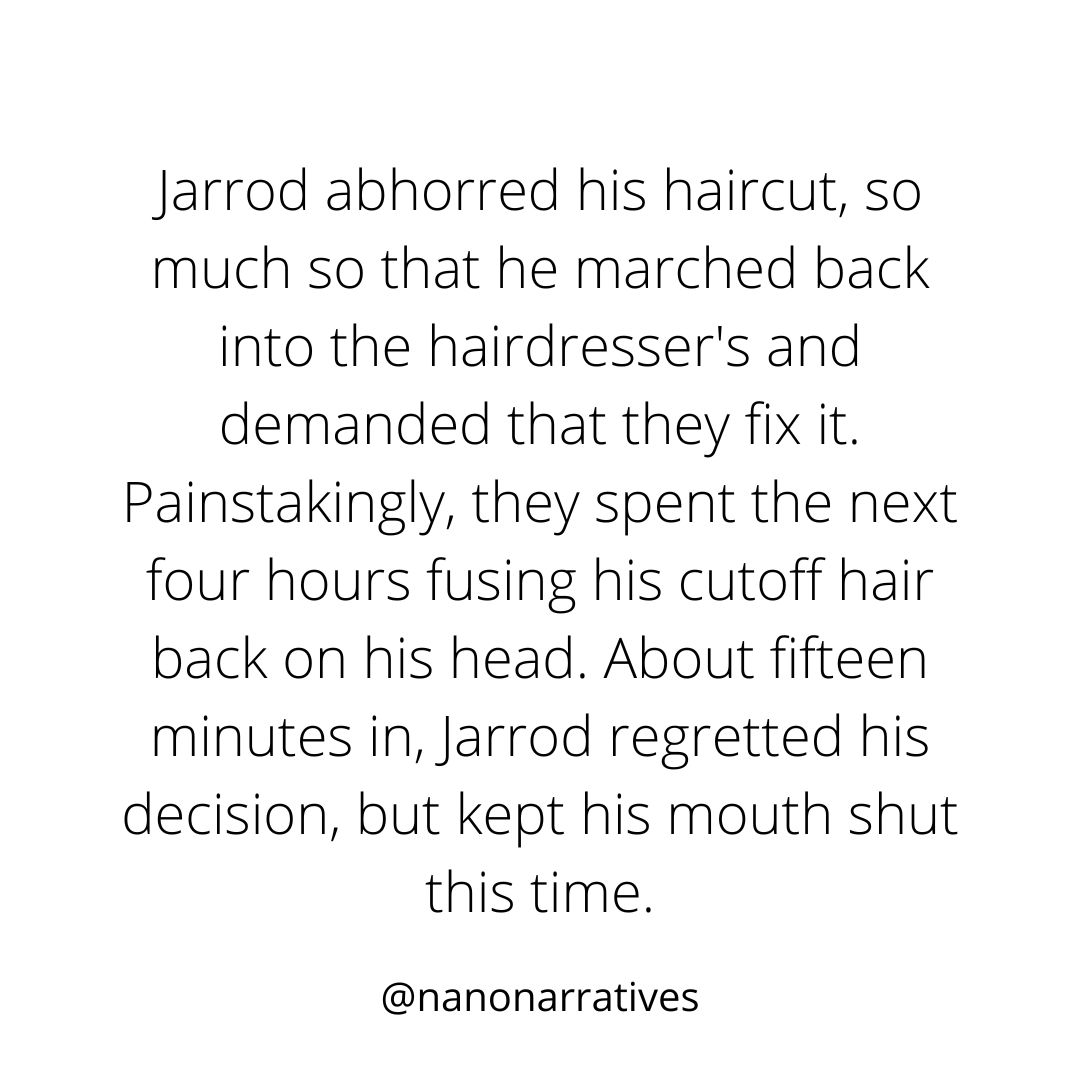 Jarrod abhorred his haircut, so
much so that he marched back
into the hairdresser's and
demanded that they fix it.
Painstakingly, they spent the next
four hours fusing his cutoff hair
back on his head. About fifteen
minutes in, Jarrod regretted his
decision, but kept his mouth shut
this time.
@nanonarratives